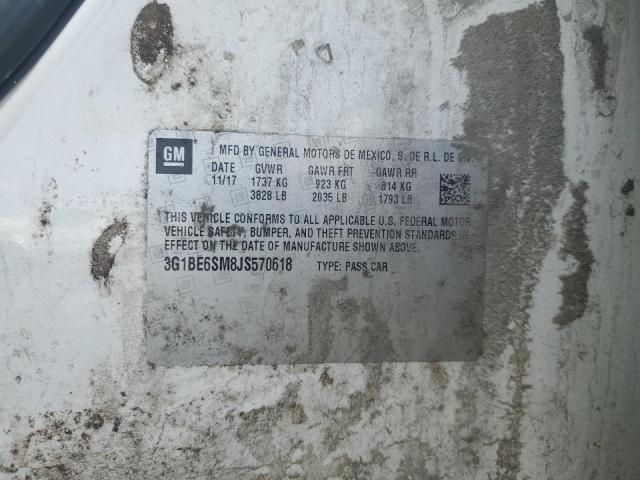 GM
MFD BY GENERAL MOTORS DE MEXICO, S. DE R.L. DE
DATE GVWR GAWR FRT GAWR RR
11/17 1737 KG 923 KG 814 KG
3828 LB 2035 LB 1793 LB
THIS VEHICLE CONFORMS TO ALL APPLICABLE U.S. FEDERAL MOTOR
VEHICLE SAFETY, BUMPER, AND THEFT PREVENTION STANDARDS IN
EFFECT ON THE DATE OF MANUFACTURE SHOWN ABOVE.
3G1BE6SM8JS570618 TYPE: PASS CAR